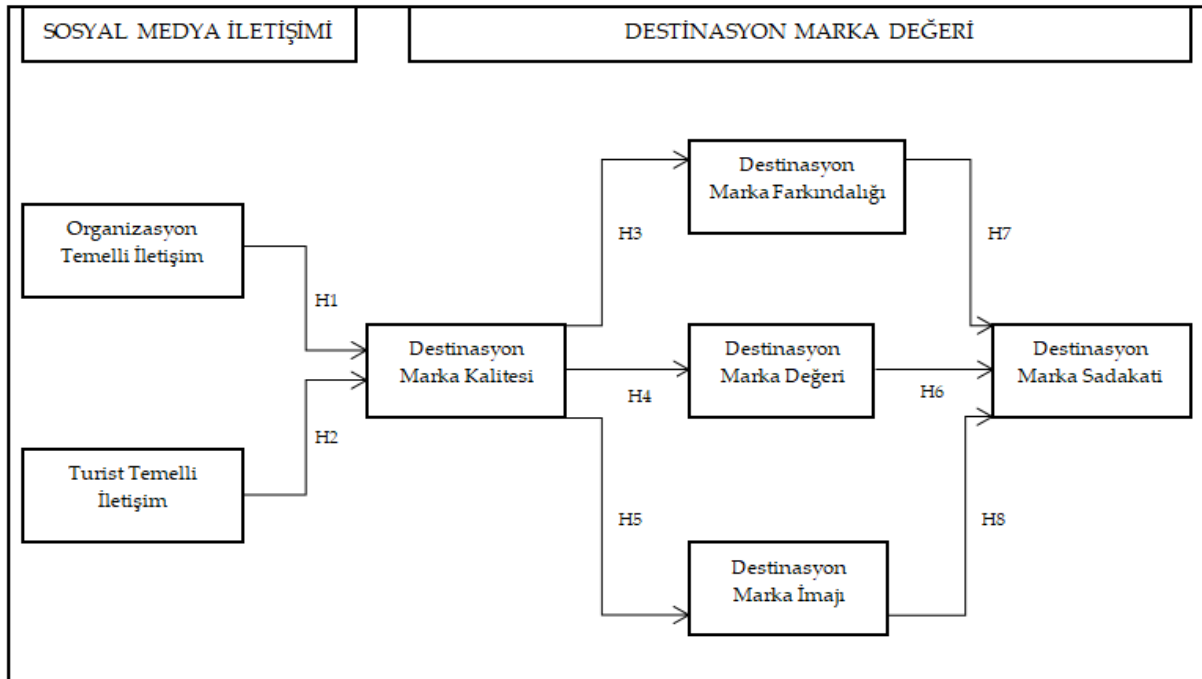 SOSYAL MEDYA İLETİŞİMİ
DESTİNASYON MARKA DEĞERİ
Organizasyon
Temelli İletişim
Turist Temelli
İletişim
H1
H2
Destinasyon
Marka Kalitesi
H3
H4
H5
Destinasyon
Marka Farkındalığı
Destinasyon
Marka Değeri
Destinasyon
Marka İmajı
H7
H6
H8
Destinasyon
Marka Sadakati